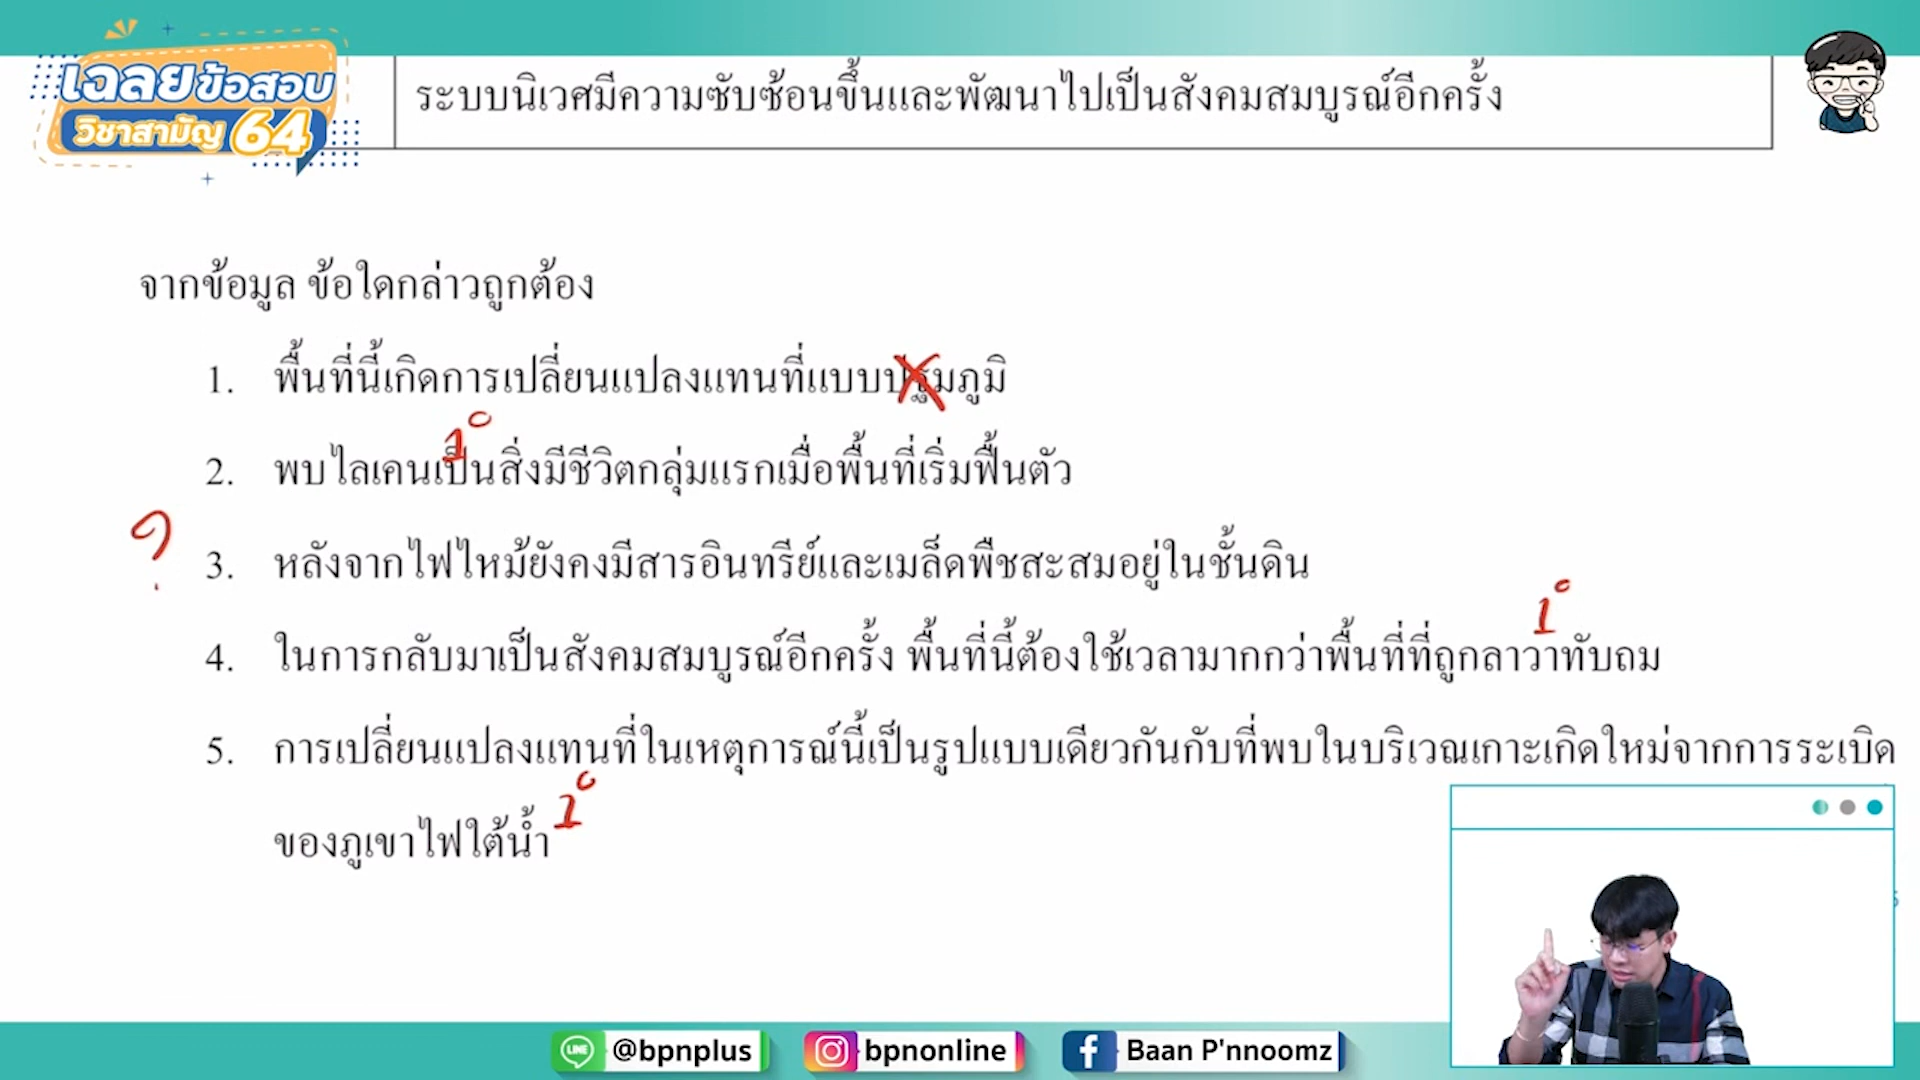 เฉลยข้อสอบ
วิชาสามัญ 64
ระบบนิเวศมีความซับซ้อนขึ้นและพัฒนาไปเป็นสังคมสมบูรณ์อีกครั้ง
จากข้อมูล ข้อใดกล่าวถูกต้อง
1. พื้นที่นี้เกิดการเปลี่ยนแปลงแทนที่แบบปฐมภูมิ
1°
2. พบไลเคนเป็นสิ่งมีชีวิตกลุ่มแรกเมื่อพื้นที่เริ่มฟื้นตัว
?
3. หลังจากไฟไหม้ยังคงมีสารอินทรีย์และเมล็ดพืชสะสมอยู่ในชั้นดิน
1°
4. ในการกลับมาเป็นสังคมสมบูรณ์อีกครั้ง พื้นที่นี้ต้องใช้เวลามากกว่าพื้นที่ที่ถูกลาวาทับถม
5. การเปลี่ยนแปลงแทนที่ในเหตุการณ์นี้เป็นรูปแบบเดียวกันกับที่พบในบริเวณเกาะเกิดใหม่จากการระเบิด
ของภูเขาไฟใต้น้ำ 1°
LINE @bpnplus bpnonline Baan P'nnoomz